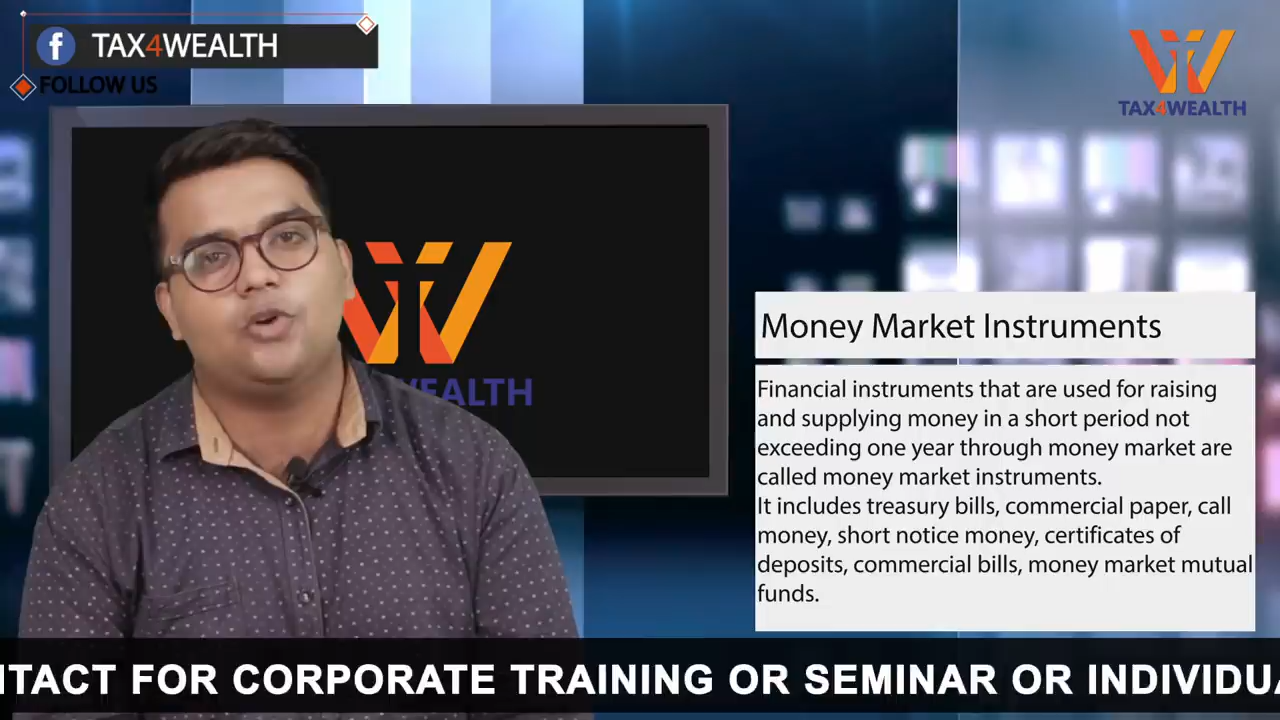 TAX4WEALTH
FOLLOW US
TAX4WEALTH
WEALTH
Money Market Instruments
Financial instruments that are used for raising
and supplying money in a short period not
exceeding one year through money market are
called money market instruments.
It includes treasury bills, commercial paper, call
money, short notice money, certificates of
deposits, commercial bills, money market mutual
funds.
NTACT FOR CORPORATE TRAINING OR SEMINAR OR INDIVIDUA